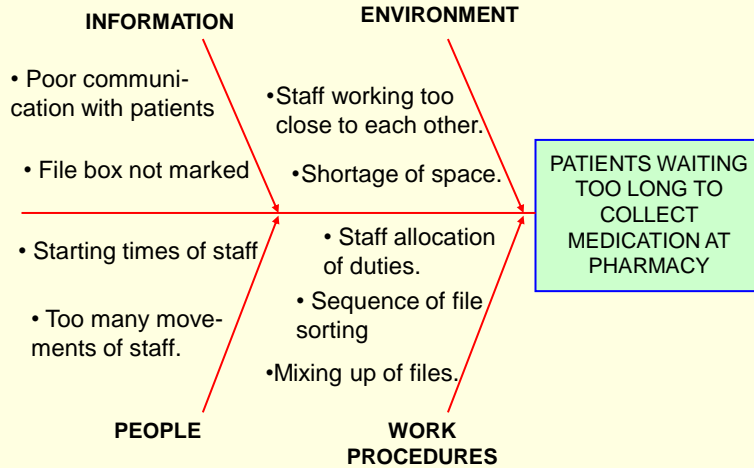 INFORMATION
• Poor communi-
cation with patients
• File box not marked
ENVIRONMENT
•Staff working too
close to each other.
•Shortage of space.
PATIENTS WAITING
TOO LONG TO
COLLECT
MEDICATION AT
PHARMACY
• Starting times of staff
• Too many move-
ments of staff.
PEOPLE
• Staff allocation
of duties.
• Sequence of file
sorting
•Mixing up of files.
WORK
PROCEDURES